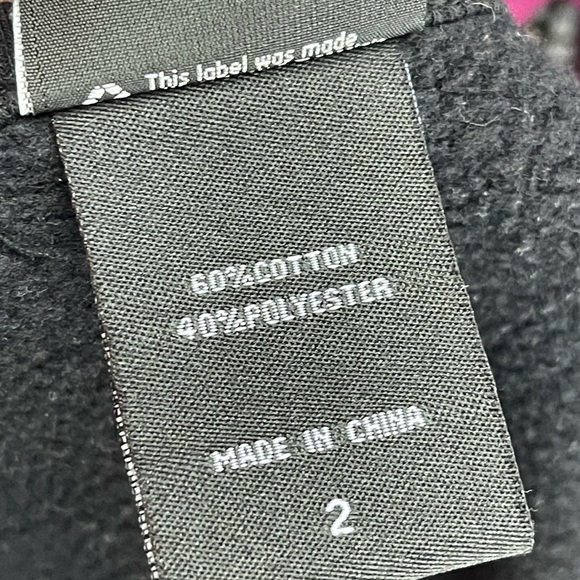 This label was made
60%COTTON
40%POLYESTER
MADE IN CHINA
2